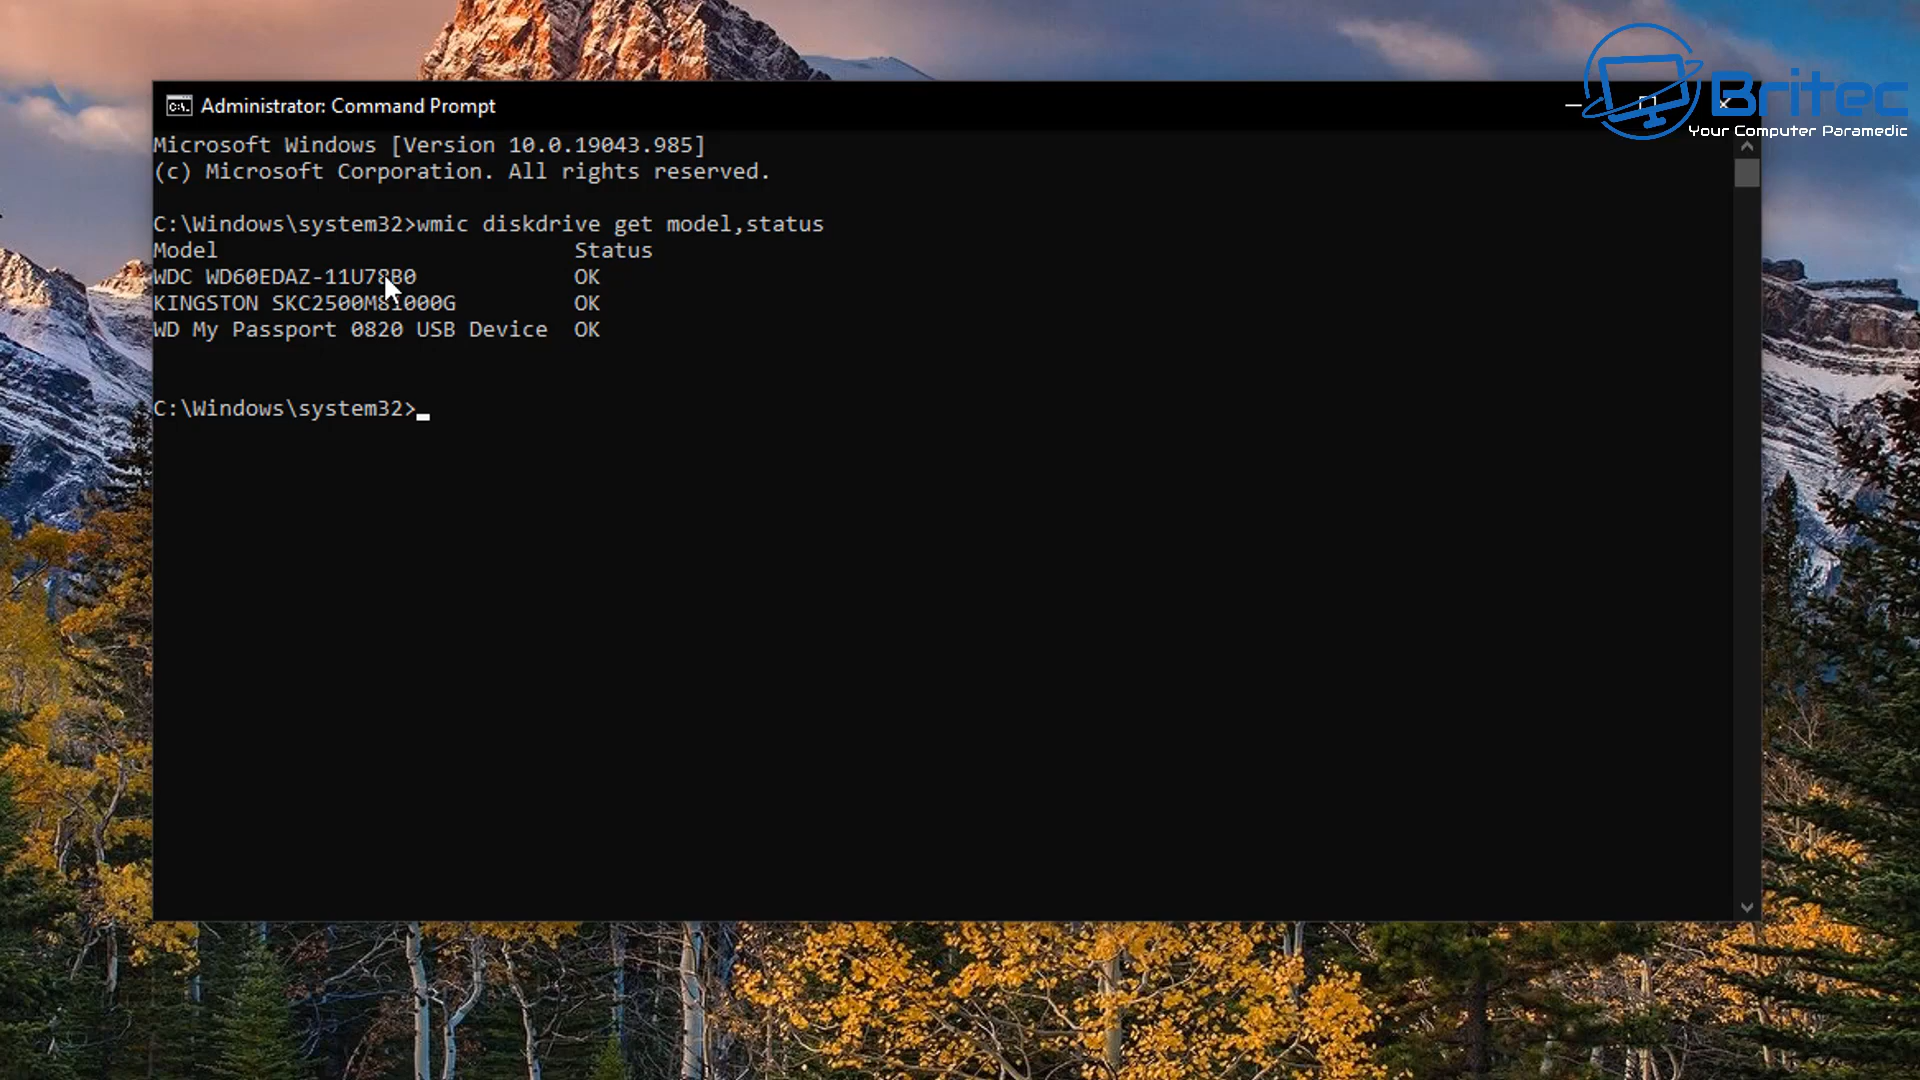 Britec
Your Computer Paramedic
Administrator: Command Prompt
Microsoft Windows [Version 10.0.19043.985]
(c) Microsoft Corporation. All rights reserved.
C:\Windows\system32>wmic diskdrive get model,status
Model Status
WDC WD60EDAZ-11U78B0 OK
KINGSTON SKC2500M81000G OK
WD My Passport 0820 USB Device OK
C:\Windows\system32>